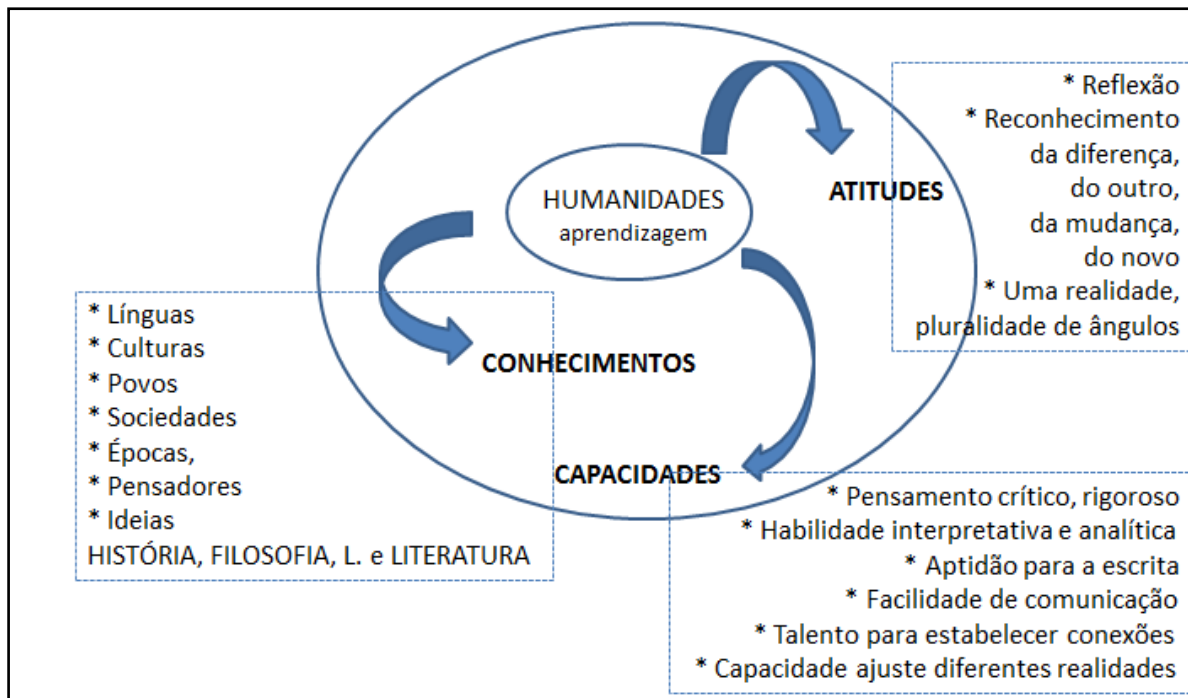 HUMANIDADES
aprendizagem
ATITUDES
* Reflexão
* Reconhecimento
da diferença,
do outro,
da mudança,
do novo
* Uma realidade,
pluralidade de ângulos
CONHECIMENTOS
* Línguas
* Culturas
* Povos
* Sociedades
* Épocas,
* Pensadores
* Ideias
HISTÓRIA, FILOSOFIA, L. e LITERATURA
CAPACIDADES
* Pensamento crítico, rigoroso
* Habilidade interpretativa e analítica
* Aptidão para a escrita
* Facilidade de comunicação
* Talento para estabelecer conexões
* Capacidade ajuste diferentes realidades